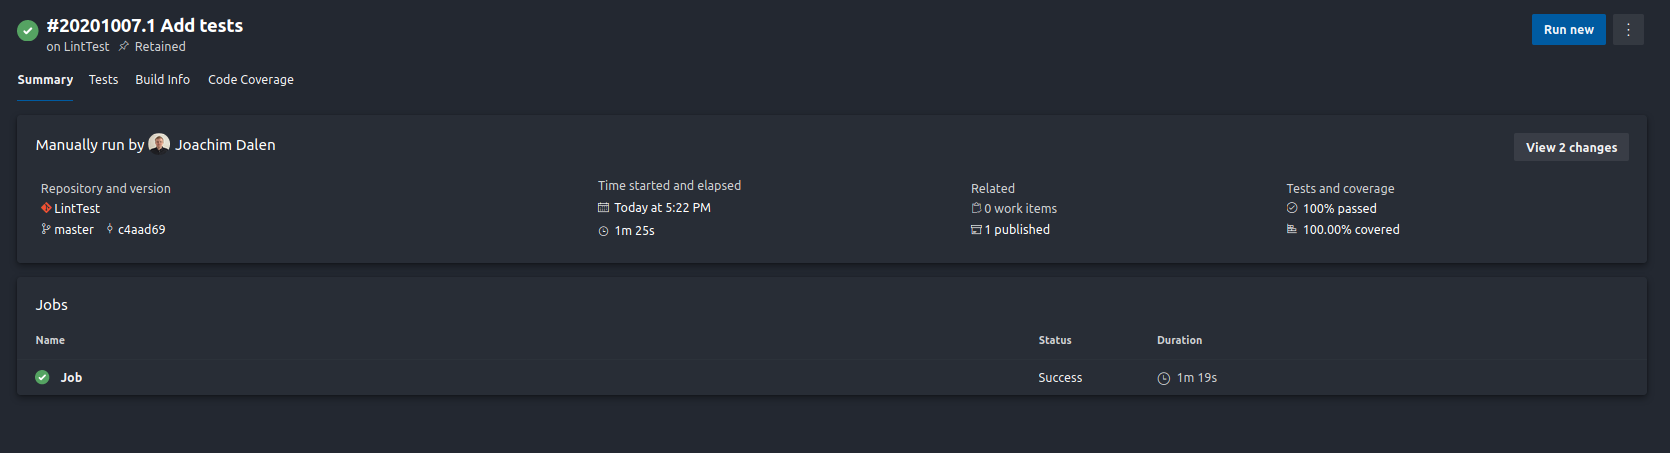 #20201007.1 Add tests
on LintTest Retained
Run new
Summary Tests Build Info Code Coverage
Manually run by Joachim Dalen
View 2 changes
Repository and version
LintTest
master c4aad69
Time started and elapsed
Today at 5:22 PM
1m 25s
Related
0 work items
1 published
Tests and coverage
100% passed
100.00% covered
Jobs
Name Status Duration
Job Success 1m 19s